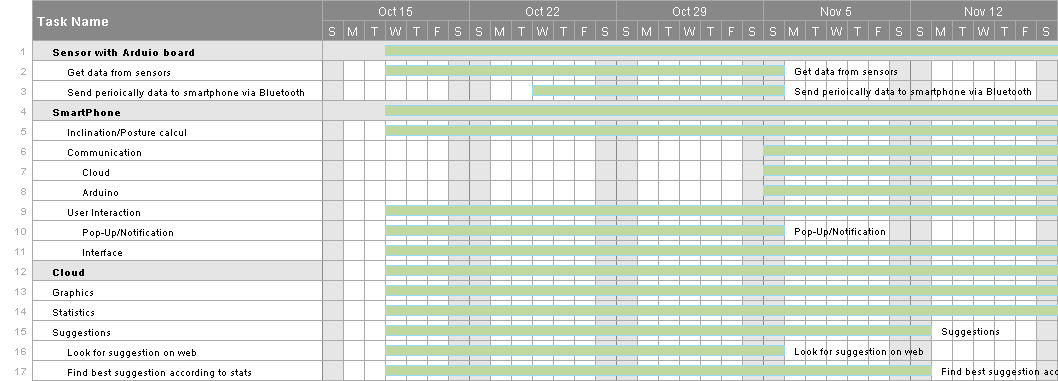 Task Name
Oct 15 Oct 22 Oct 29 Nov 5 Nov 12
S M T W T F S S M T W T F S S M T W T F S S M T W T F S S M T W T F S
1 Sensor with Arduio board
2 Get data from sensors Get data from sensors
3 Send perioically data to smartphone via Bluetooth Send perioically data to smartphone via Bluetooth
4 SmartPhone
5 Inclination/Posture calcul
6 Communication
7 Cloud
8 Arduino
9 User Interaction
10 Pop-Up/Notification Pop-Up/Notification
11 Interface
12 Cloud
13 Graphics
14 Statistics
15 Suggestions Suggestions
16 Look for suggestion on web Look for suggestion on web
17 Find best suggestion according to stats Find best suggestion acc